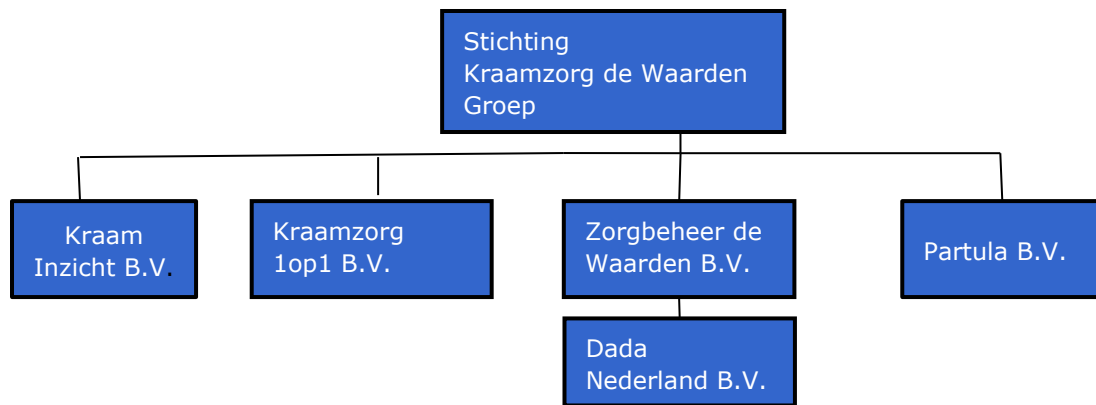 Stichting
Kraamzorg de Waarden
Groep
Kraam
Inzicht B.V.
Kraamzorg
1op1 B.V.
Zorgbeheer de
Waarden B.V.
Partula B.V.
Dada
Nederland B.V.